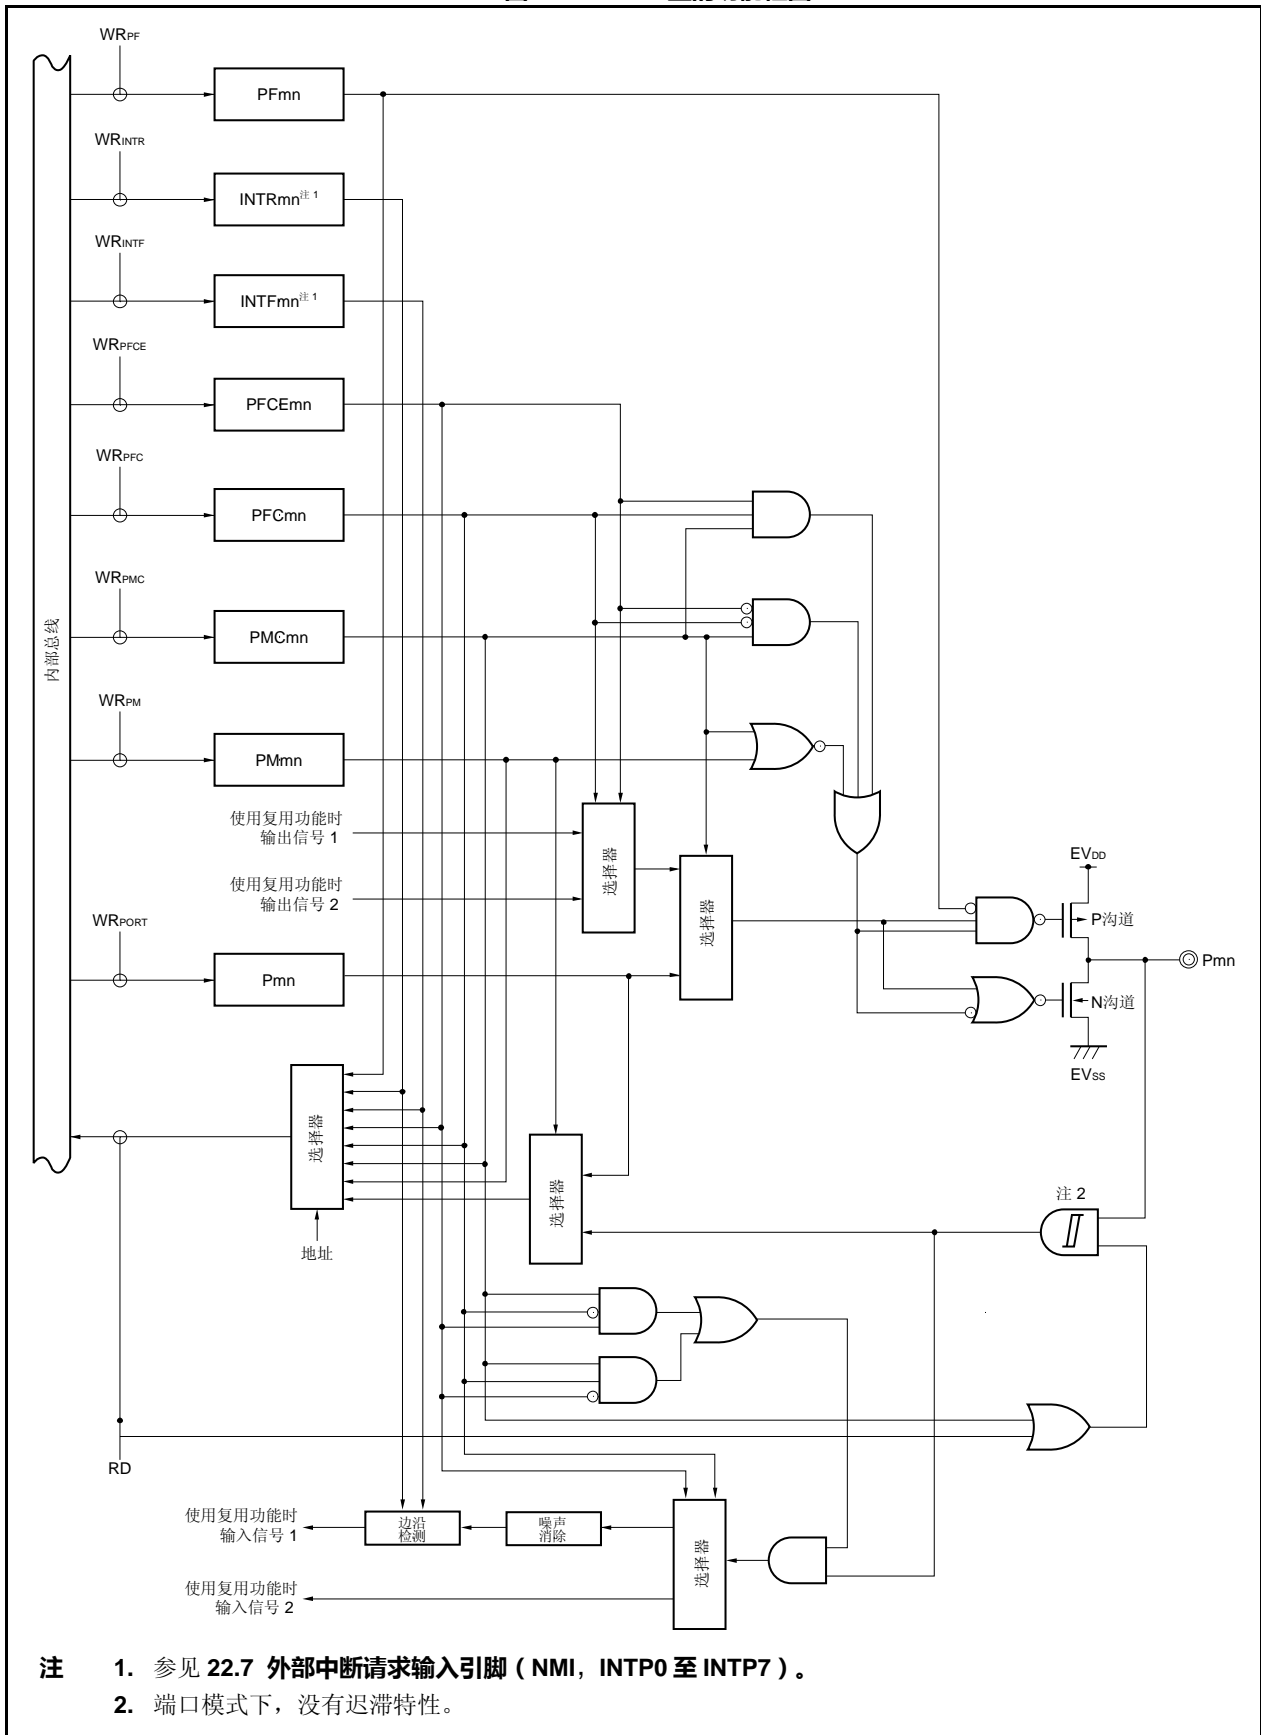 WRPF
PFmn
WRINTR
INTRmn注 1
WRINTF
INTFmn注 1
WRPFCE
PFCEmn
WRPFC
PFCmn
WRPMC
PMCmn
内部总线
WRPM
PMmn
使用复用功能时
输出信号 1
选择器
使用复用功能时
输出信号 2
选择器
EVDD
P沟道
WRPORT
Pmn
Pmn
N沟道
EVSS
选择器
选择器
注 2
地址
RD
使用复用功能时
输入信号 1
边沿
检测
噪声
消除
选择器
使用复用功能时
输入信号 2
注 1. 参见 22.7 外部中断请求输入引脚（NMI，INTP0 至 INTP7）。
2. 端口模式下，没有迟滞特性。